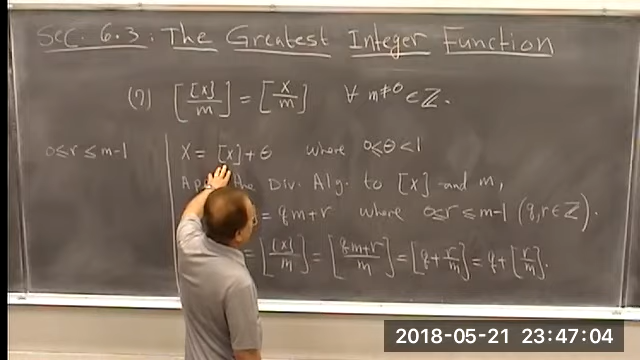 Sec. 6.3: The Greatest Integer Function
(7) [[x]/m] = [x/m] ∀ m≠0 ∈ ℤ.
0≤r≤m-1
x = [x]+θ where 0≤θ<1
the Div. Alg. to [x] and m,
= qm+r where 0≤r≤m-1 (q,r∈ℤ).
= [[x]/m] = [(qm+r)/m] = [q+r/m] = q+[r/m].
2018-05-21 23:47:04